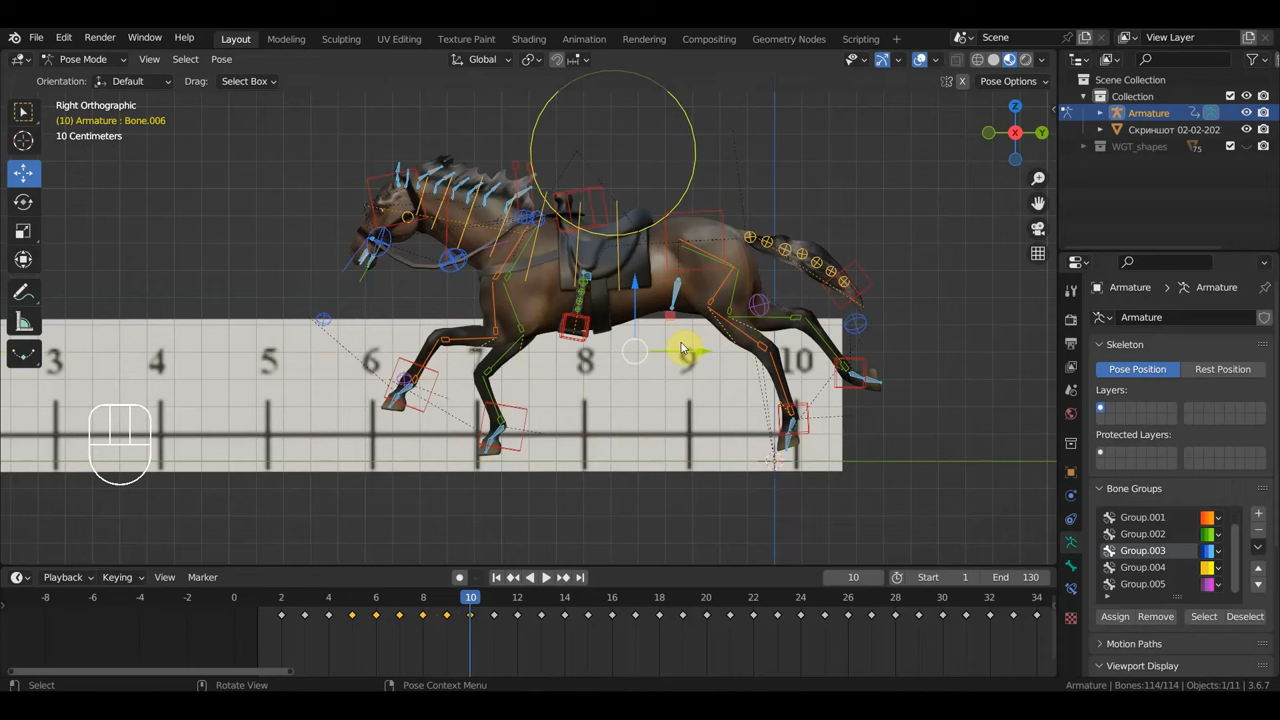 File Edit Render Window Help Layout Modeling Sculpting UV Editing Texture Paint Shading Animation Rendering Compositing Geometry Nodes Scripting + Scene View Layer
Pose Mode View Select Pose Global
Orientation: Default Drag: Select Box X Pose Options
Right Orthographic
(10) Armature : Bone.006
10 Centimeters
Z
X
Y
3 4 5 6 7 8 9 10
Scene Collection
Collection
Armature
Скриншот 02-02-202
WGT_shapes 75
Armature Armature
Armature
Skeleton
Pose Position Rest Position
Layers:
Protected Layers:
Bone Groups
Group.001
Group.002
Group.003
Group.004
Group.005
Assign Remove Select Deselect
Motion Paths
Viewport Display
Playback Keying View Marker 10 Start 1 End 130
-8 -6 -4 -2 0 2 4 6 8 10 12 14 16 18 20 22 24 26 28 30 32 34
Select Rotate View Pose Context Menu Armature | Bones:114/114 | Objects:1/11 | 3.6.7